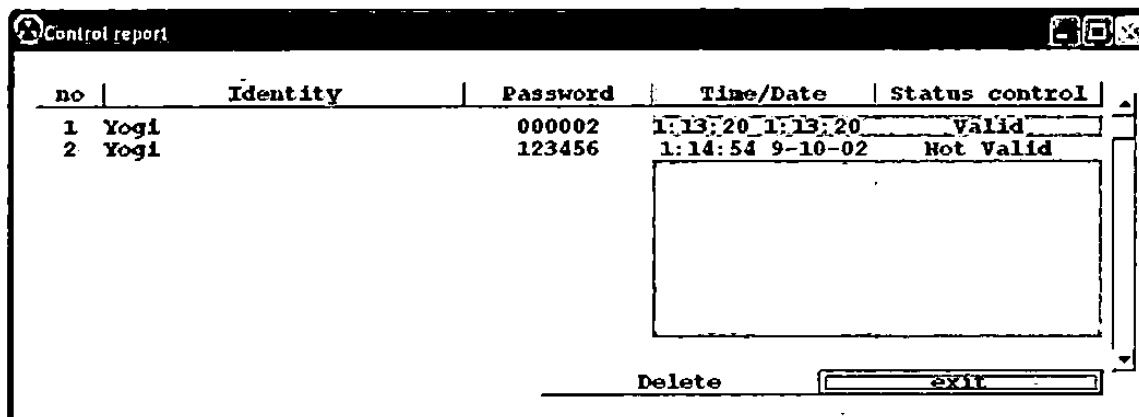 Control report
no Identity Password Time/Date Status control
1 Yogi 000002 1:13:20 1:13:20 Valid
2 Yogi 123456 1:14:54 9-10-02 Not Valid
Delete exit